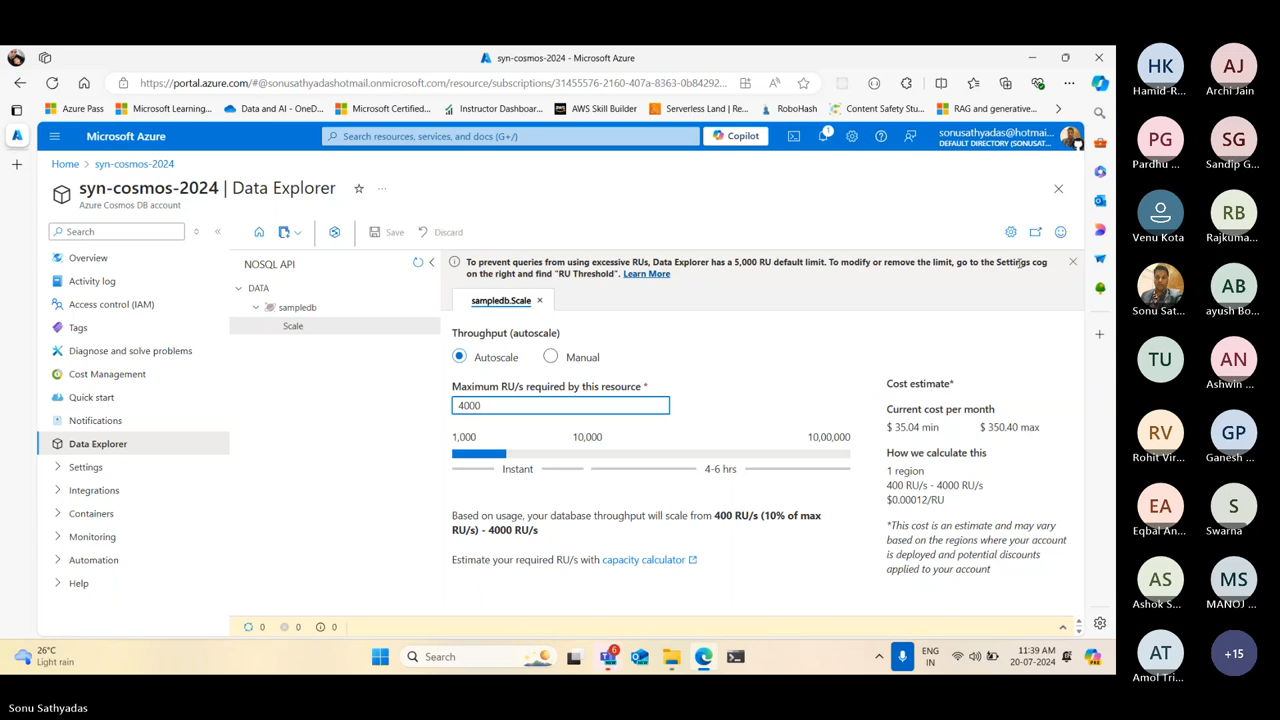 syn-cosmos-2024 - Microsoft Azure
https://portal.azure.com/#@sonusathyadashotmail.onmicrosoft.com/resource/subscriptions/31455576-2160-407a-8363-0b84292...
Azure Pass
Microsoft Learning...
Data and AI - OneD...
Microsoft Certified...
Instructor Dashboar...
AWS Skill Builder
Serverless Land | Re...
RoboHash
Content Safety Stu...
RAG and generative...
Microsoft Azure
Search resources, services, and docs (G+/)
Copilot
1
sonusathyadas@hotmai...
DEFAULT DIRECTORY (SONUSAT...
Home > syn-cosmos-2024
syn-cosmos-2024 | Data Explorer
Azure Cosmos DB account
Search
Overview
Activity log
Access control (IAM)
Tags
Diagnose and solve problems
Cost Management
Quick start
Notifications
Data Explorer
Settings
Integrations
Containers
Monitoring
Automation
Help
Save
Discard
NOSQL API
DATA
sampledb
Scale
To prevent queries from using excessive RUs, Data Explorer has a 5,000 RU default limit. To modify or remove the limit, go to the Settings cog
on the right and find "RU Threshold". Learn More
sampledb.Scale
Throughput (autoscale)
Autoscale
Manual
Maximum RU/s required by this resource *
4000
1,000
10,000
10,00,000
Instant
4-6 hrs
Based on usage, your database throughput will scale from 400 RU/s (10% of max
RU/s) - 4000 RU/s
Estimate your required RU/s with capacity calculator
Cost estimate*
Current cost per month
$ 35.04 min
$ 350.40 max
How we calculate this
1 region
400 RU/s - 4000 RU/s
$0.00012/RU
*This cost is an estimate and may vary
based on the regions where your account
is deployed and potential discounts
applied to your account
0
0
0
26°C
Light rain
Search
6
ENG
IN
11:39 AM
20-07-2024
HK
Hamid-R...
AJ
Archi Jain
PG
Pardhu ...
SG
Sandip G...
Venu Kota
RB
Rajkuma...
Sonu Sat...
AB
ayush Bo...
TU
AN
Ashwin ...
RV
Rohit Vir...
GP
Ganesh ...
EA
Eqbal An...
S
Swarna
AS
Ashok S...
MS
MANOJ ...
AT
Amol Tri...
+15
Sonu Sathyadas